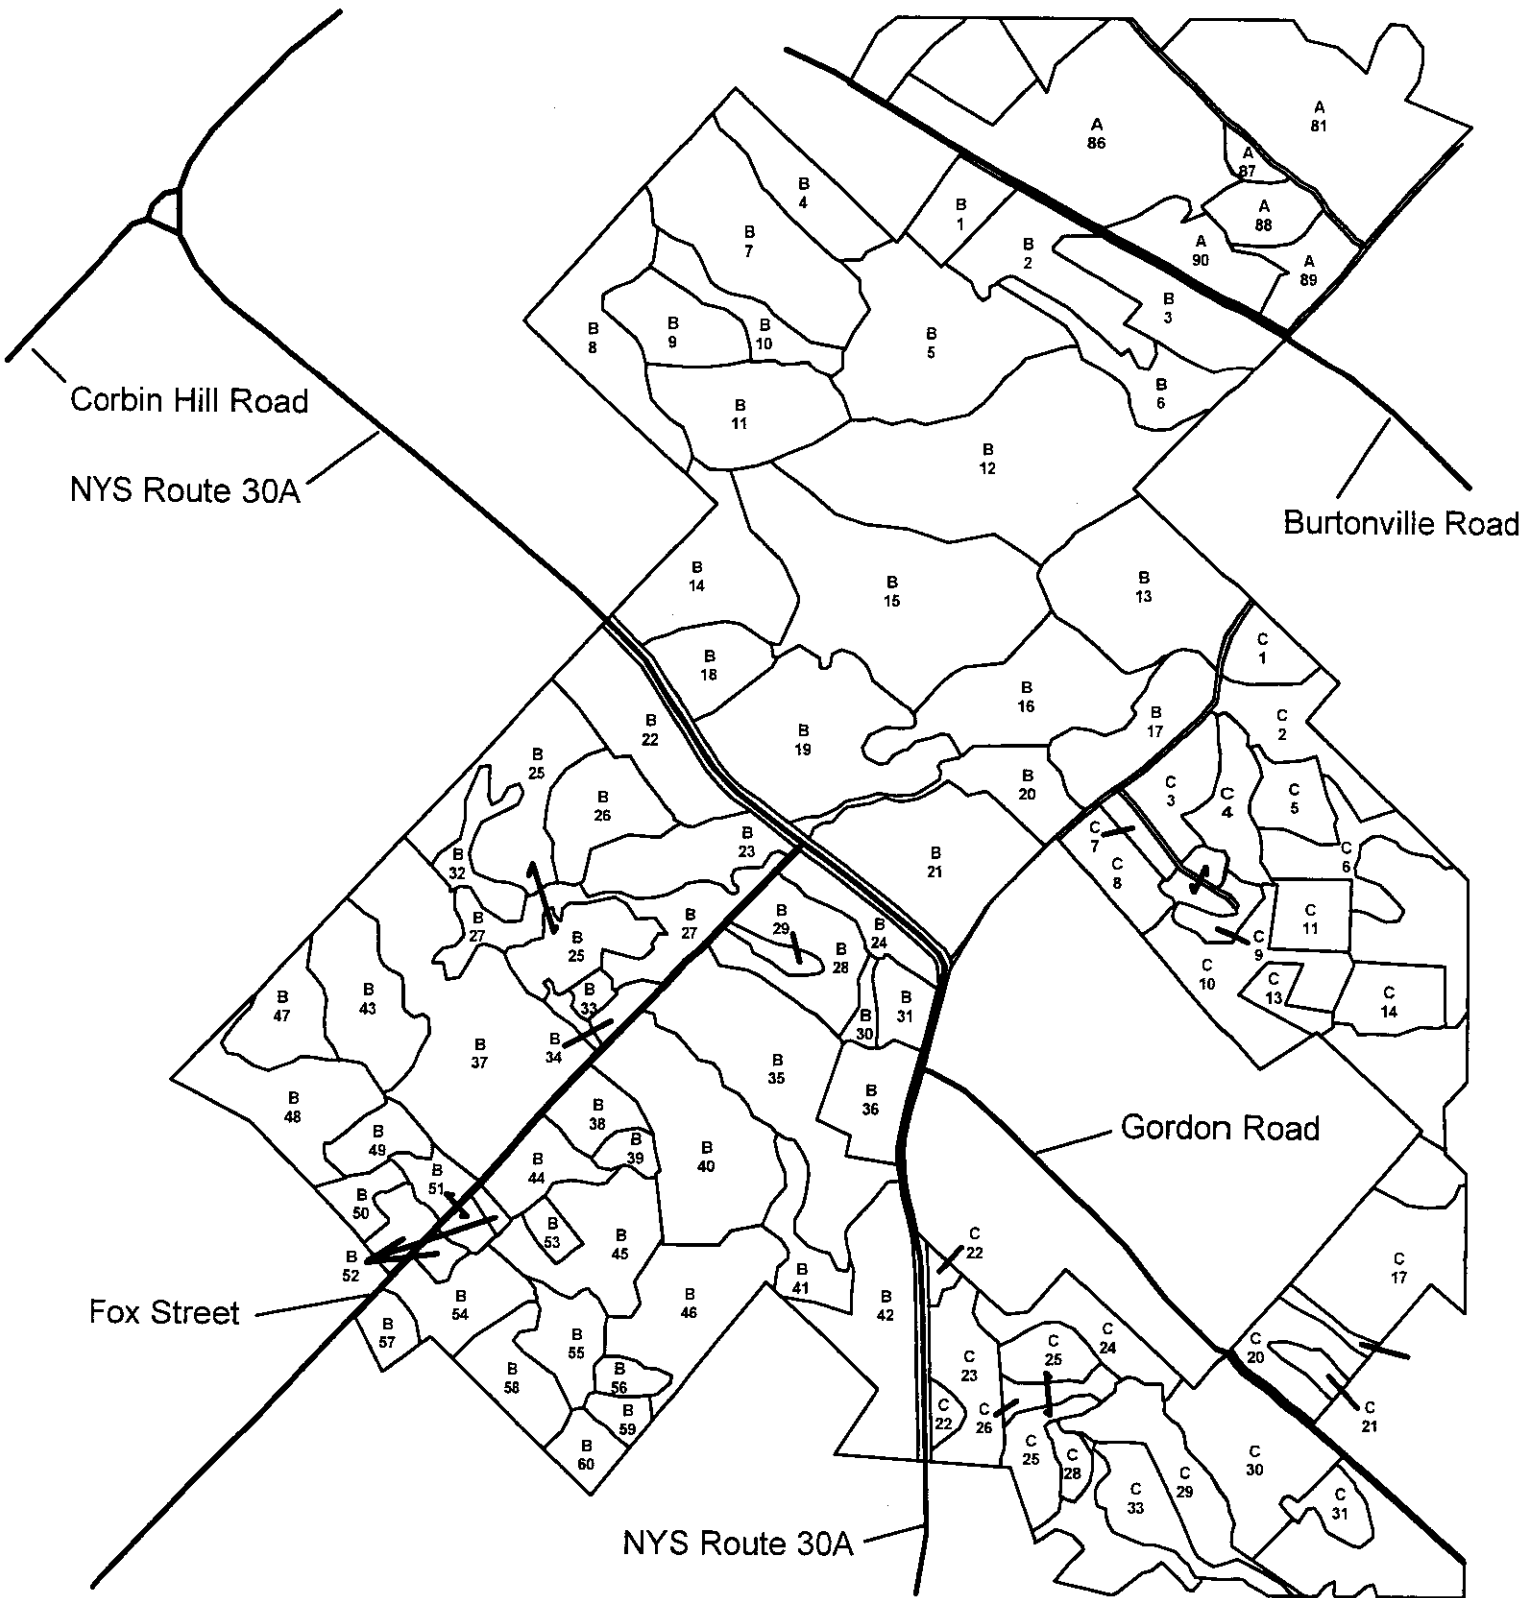 A
81
A
86
A
87
A
88
A
90
A
89
B
1
B
2
B
3
B
4
B
7
B
5
B
6
B
8
B
9
B
10
B
11
B
12
Corbin Hill Road
NYS Route 30A
Burtonville Road
B
14
B
15
B
13
B
18
B
16
B
17
B
19
B
20
B
22
C
1
C
2
C
3
C
4
C
5
C
6
C
7
C
8
B
25
B
26
B
23
B
21
B
32
B
27
B
25
B
27
B
29
B
28
B
24
C
11
C
9
C
10
C
13
C
14
B
47
B
43
B
33
B
34
B
30
B
31
B
37
B
35
B
36
B
48
B
38
B
39
B
40
B
49
B
44
Gordon Road
B
51
B
50
B
53
B
45
B
52
B
41
B
42
B
46
C
22
C
17
Fox Street
B
54
B
57
B
55
B
56
B
58
B
59
B
60
C
23
C
25
C
24
C
20
C
21
C
22
C
26
C
25
C
28
C
29
C
30
C
33
C
31
NYS Route 30A